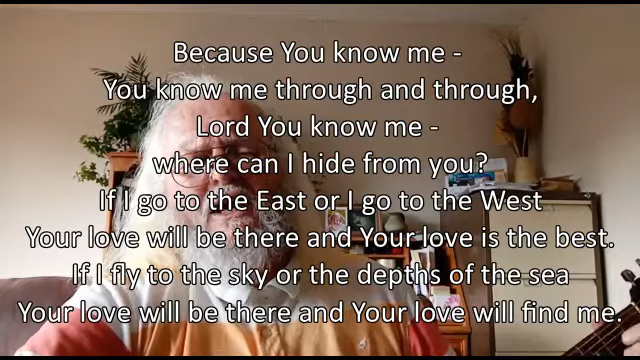 Because You know me -
You know me through and through,
Lord You know me -
where can I hide from you?
If I go to the East or I go to the West
Your love will be there and Your love is the best.
If I fly to the sky or the depths of the sea
Your love will be there and Your love will find me.